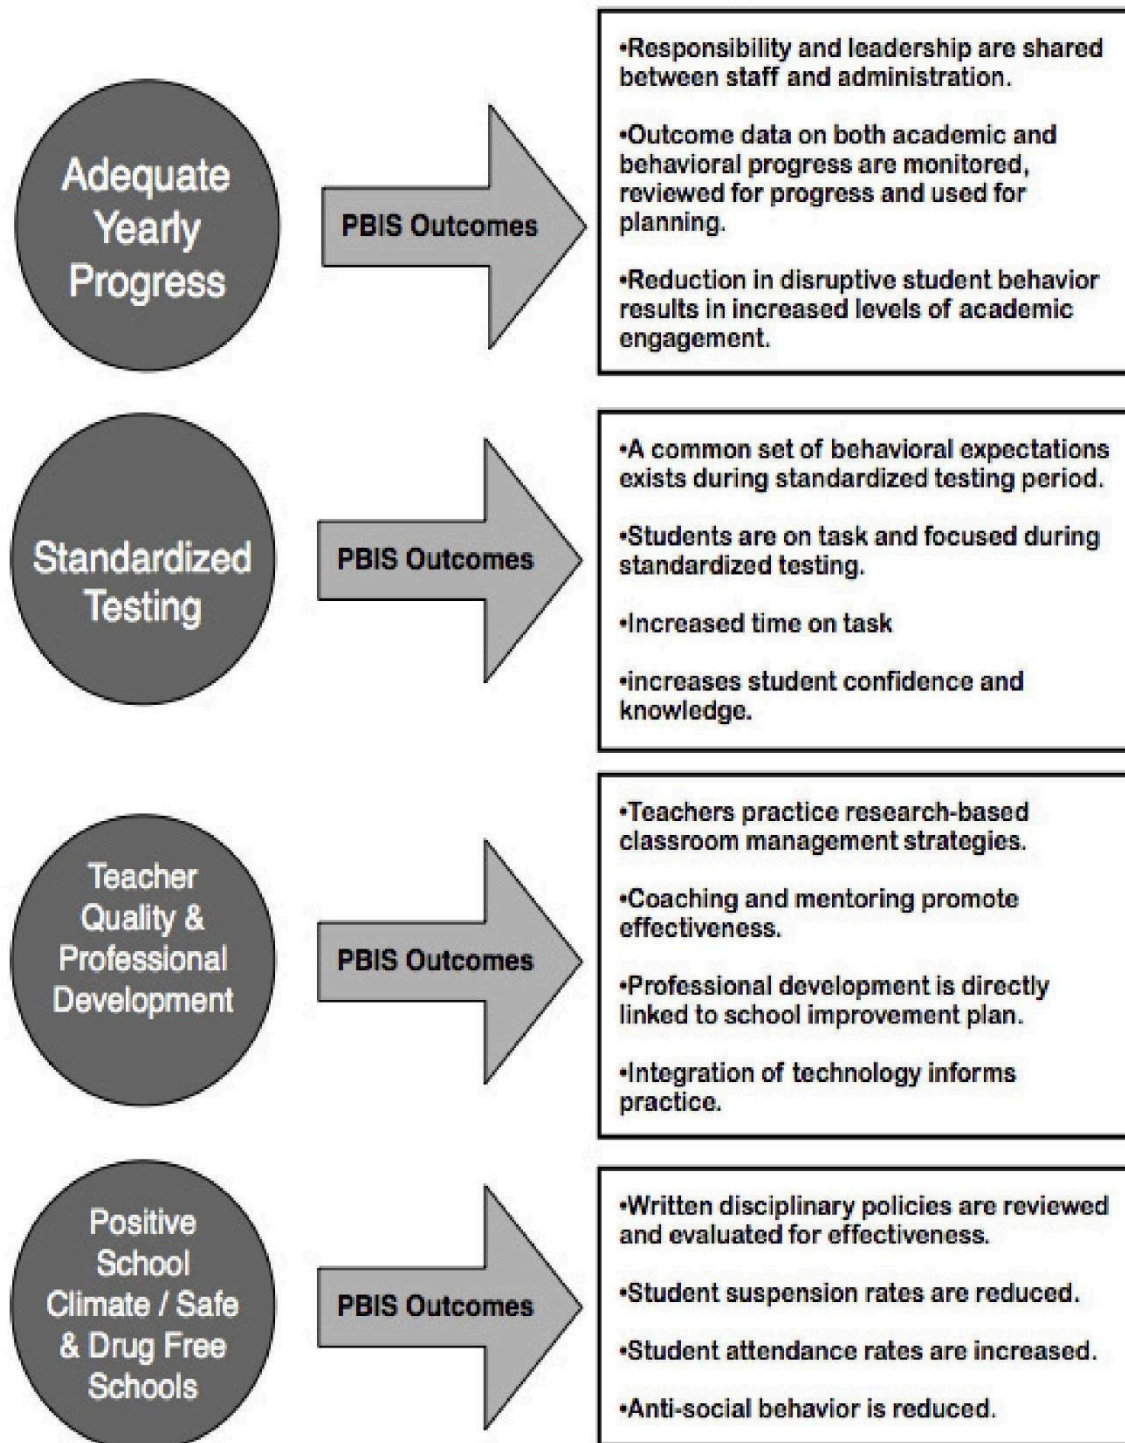 Adequate
Yearly
Progress
PBIS Outcomes
•Responsibility and leadership are shared
between staff and administration.
•Outcome data on both academic and
behavioral progress are monitored,
reviewed for progress and used for
planning.
•Reduction in disruptive student behavior
results in increased levels of academic
engagement.
Standardized
Testing
PBIS Outcomes
•A common set of behavioral expectations
exists during standardized testing period.
•Students are on task and focused during
standardized testing.
•Increased time on task
•increases student confidence and
knowledge.
Teacher
Quality &
Professional
Development
PBIS Outcomes
•Teachers practice research-based
classroom management strategies.
•Coaching and mentoring promote
effectiveness.
•Professional development is directly
linked to school improvement plan.
•Integration of technology informs
practice.
Positive
School
Climate / Safe
& Drug Free
Schools
PBIS Outcomes
•Written disciplinary policies are reviewed
and evaluated for effectiveness.
•Student suspension rates are reduced.
•Student attendance rates are increased.
•Anti-social behavior is reduced.